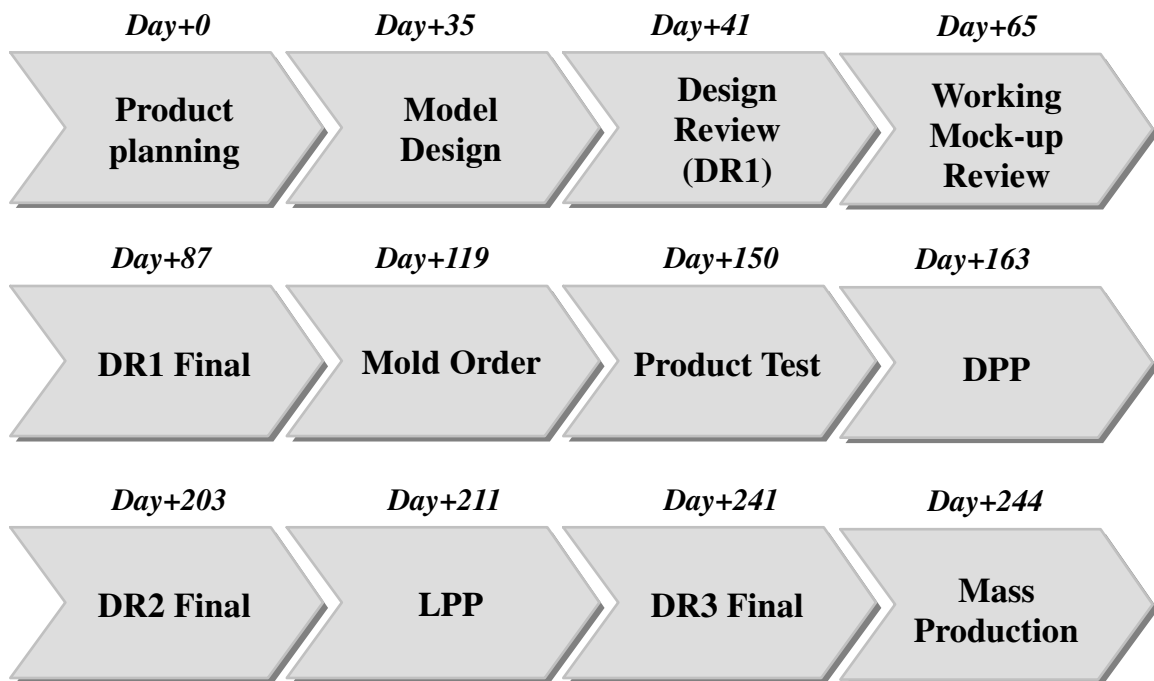 Day+0 Day+35 Day+41 Day+65
Product
planning
Model
Design
Design
Review
(DR1)
Working
Mock-up
Review
Day+87 Day+119 Day+150 Day+163
DR1 Final
Mold Order
Product Test
DPP
Day+203 Day+211 Day+241 Day+244
DR2 Final
LPP
DR3 Final
Mass
Production